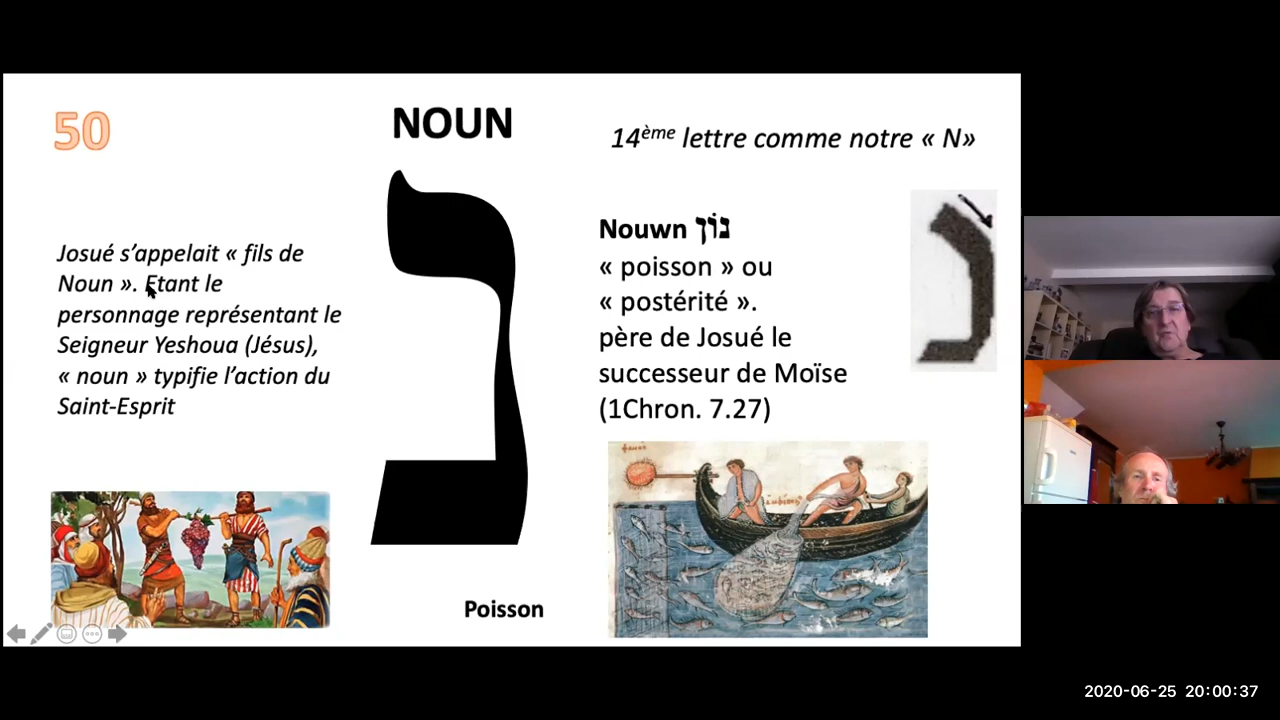 50
NOUN
14ème lettre comme notre « N»
Josué s’appelait « fils de
Noun ». Etant le
personnage représentant le
Seigneur Yeshoua (Jésus),
« noun » typifie l’action du
Saint-Esprit
נ
Nouwn נוֹן
« poisson » ou
« postérité ».
père de Josué le
successeur de Moïse
(1Chron. 7.27)
Poisson
2020-06-25 20:00:37